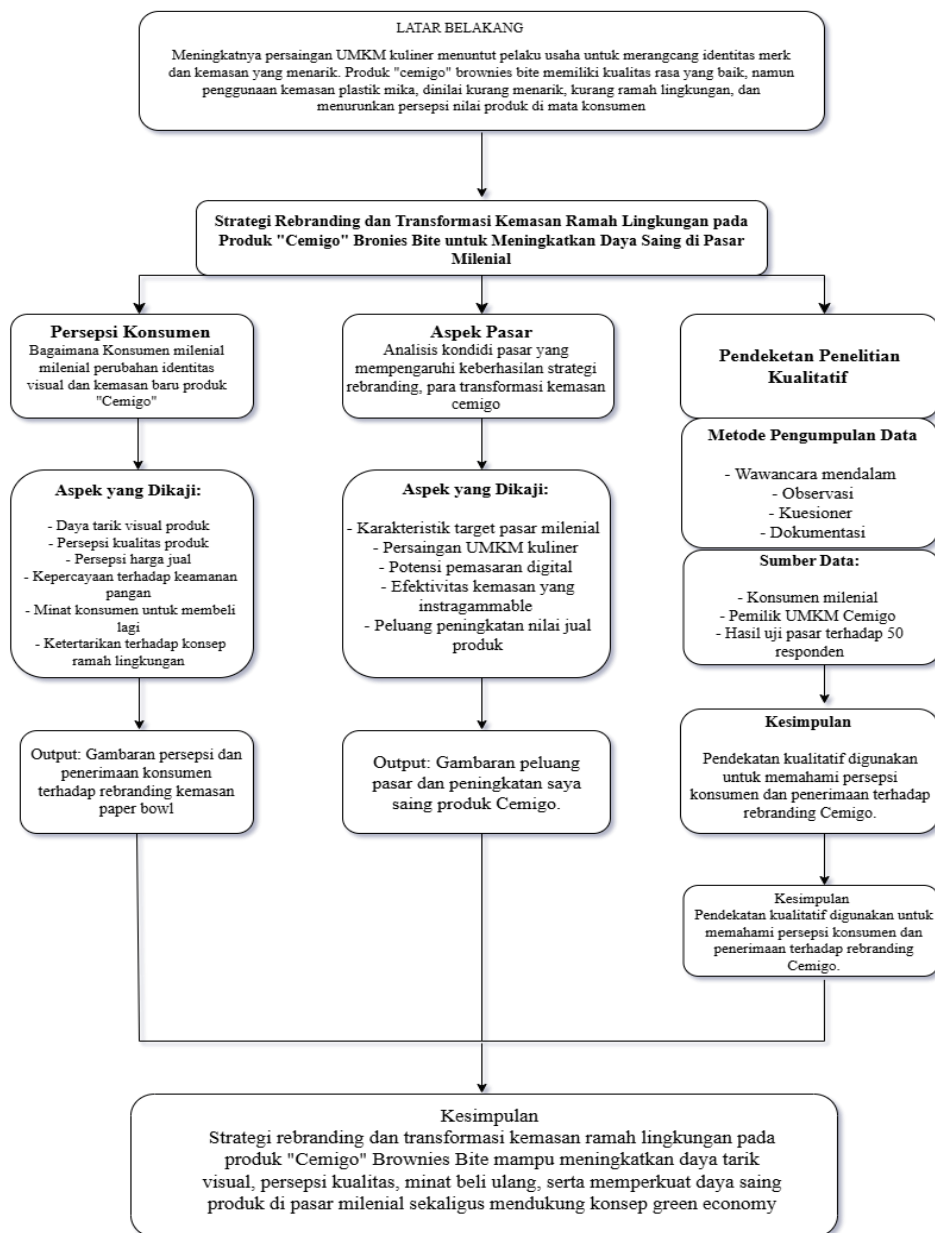 LATAR BELAKANG
Meningkatnya persaingan UMKM kuliner menuntut pelaku usaha untuk merangcang identitas merk
dan kemasan yang menarik. Produk "cemigo" brownies bite memiliki kualitas rasa yang baik, namun
penggunaan kemasan plastik mika, dinilai kurang menarik, kurang ramah lingkungan, dan
menurunkan persepsi nilai produk di mata konsumen
Strategi Rebranding dan Transformasi Kemasan Ramah Lingkungan pada
Produk "Cemigo" Bronies Bite untuk Meningkatkan Daya Saing di Pasar
Milenial
Persepsi Konsumen
Bagaimana Konsumen milenial
milenial perubahan identitas
visual dan kemasan baru produk
"Cemigo"
Aspek yang Dikaji:
- Daya tarik visual produk
- Persepsi kualitas produk
- Persepsi harga jual
- Kepercayaan terhadap keamanan
pangan
- Minat konsumen untuk membeli
lagi
- Ketertarikan terhadap konsep
ramah lingkungan
Output: Gambaran persepsi dan
penerimaan konsumen
terhadap rebranding kemasan
paper bowl
Aspek Pasar
Analisis kondidi pasar yang
mempengaruhi keberhasilan strategi
rebranding, para transformasi kemasan
cemigo
Aspek yang Dikaji:
- Karakteristik target pasar milenial
- Persaingan UMKM kuliner
- Potensi pemasaran digital
- Efektivitas kemasan yang
instragammable
- Peluang peningkatan nilai jual
produk
Output: Gambaran peluang
pasar dan peningkatan saya
saing produk Cemigo.
Pendeketan Penelitian
Kualitatif
Metode Pengumpulan Data
- Wawancara mendalam
- Observasi
- Kuesioner
- Dokumentasi
Sumber Data:
- Konsumen milenial
- Pemilik UMKM Cemigo
- Hasil uji pasar terhadap 50
responden
Kesimpulan
Pendekatan kualitatif digunakan
untuk memahami persepsi
konsumen dan penerimaan terhadap
rebranding Cemigo.
Kesimpulan
Pendekatan kualitatif digunakan untuk
memahami persepsi konsumen dan
penerimaan terhadap rebranding
Cemigo.
Kesimpulan
Strategi rebranding dan transformasi kemasan ramah lingkungan pada
produk "Cemigo" Brownies Bite mampu meningkatkan daya tarik
visual, persepsi kualitas, minat beli ulang, serta memperkuat daya saing
produk di pasar milenial sekaligus mendukung konsep green economy